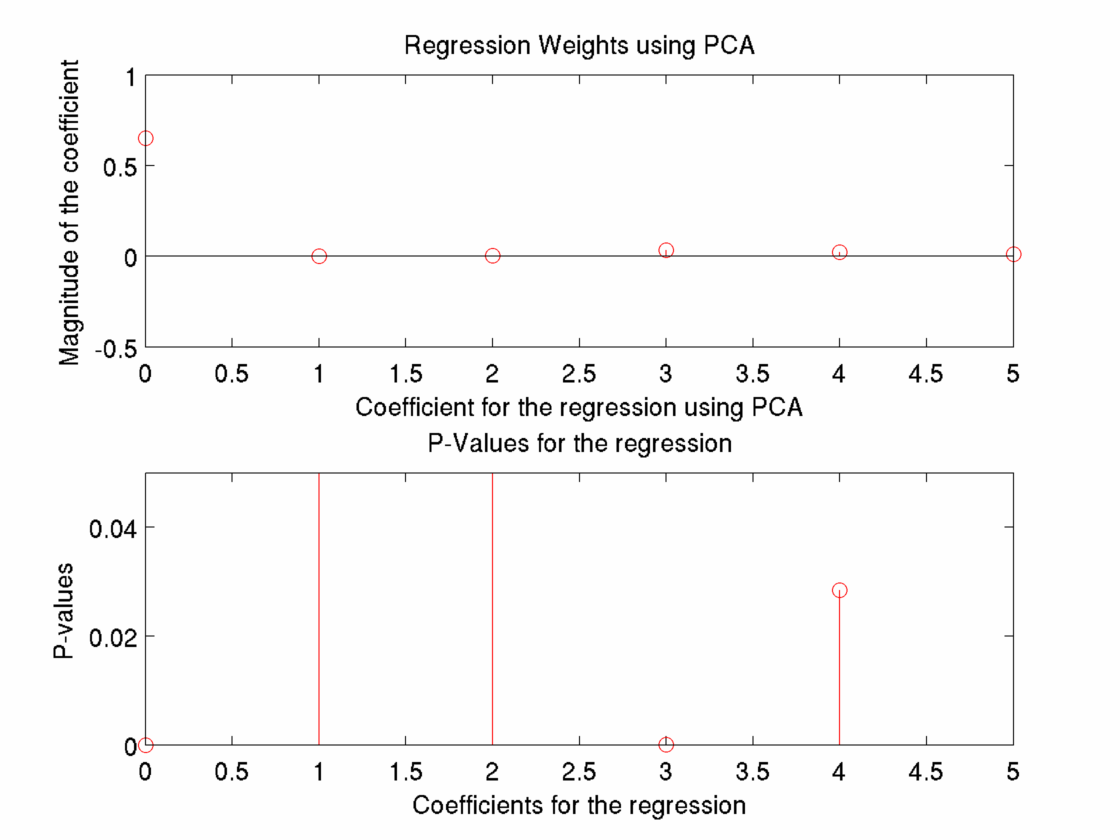 Regression Weights using PCA
Magnitude of the coefficient
1
0.5
0
-0.5
0 0.5 1 1.5 2 2.5 3 3.5 4 4.5 5
Coefficient for the regression using PCA
P-Values for the regression
P-values
0.04
0.02
0
0 0.5 1 1.5 2 2.5 3 3.5 4 4.5 5
Coefficients for the regression